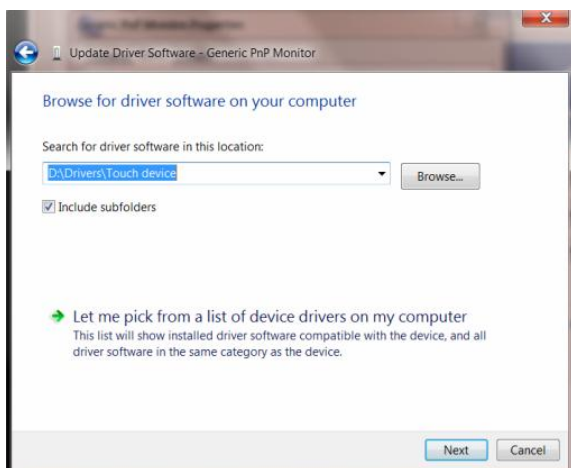 Update Driver Software - Generic PnP Monitor
Browse for driver software on your computer
Search for driver software in this location:
D:\Drivers\Touch device
Browse...
Include subfolders
Let me pick from a list of device drivers on my computer
This list will show installed driver software compatible with the device, and all
driver software in the same category as the device.
Next
Cancel